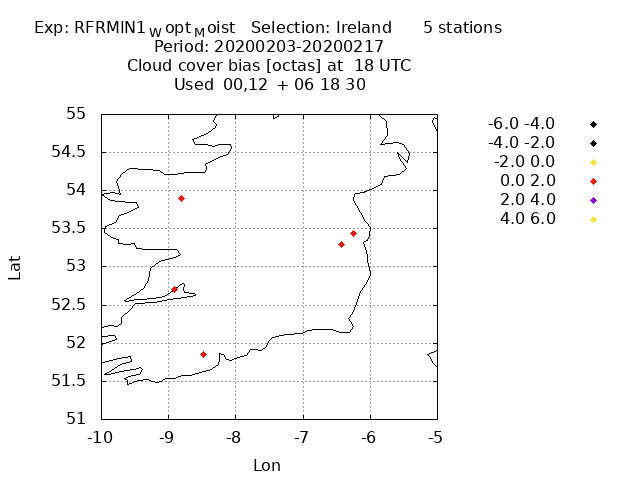 Exp: RFRMIN1WoptMoist Selection: Ireland 5 stations
Period: 20200203-20200217
Cloud cover bias [octas] at 18 UTC
Used 00,12 + 06 18 30
55
54.5
54
53.5
53
52.5
52
51.5
51
-10 -9 -8 -7 -6 -5
Lat
Lon
-6.0 -4.0
-4.0 -2.0
-2.0 0.0
0.0 2.0
2.0 4.0
4.0 6.0